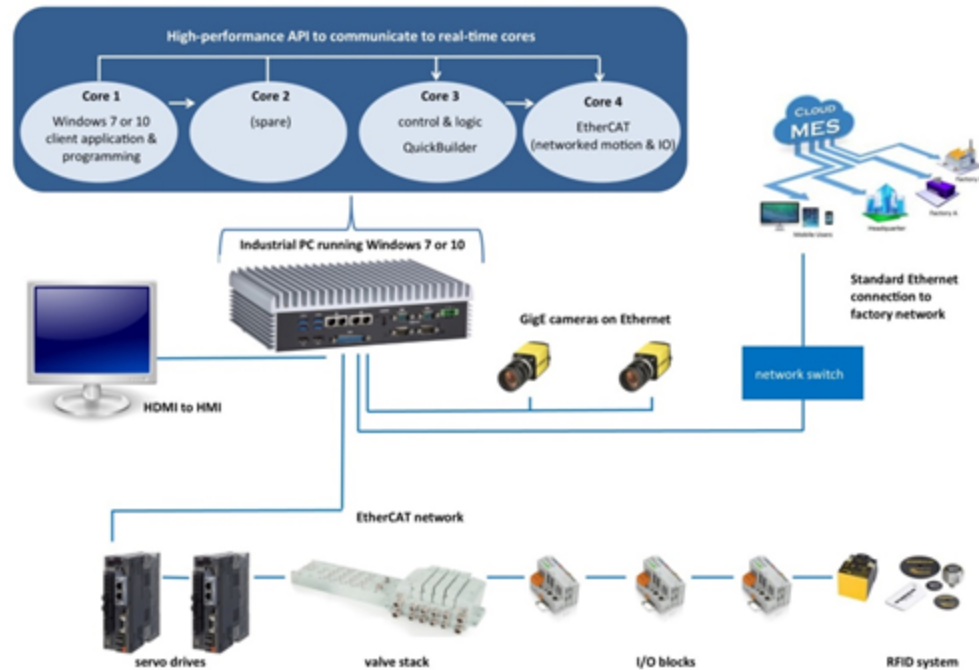 High-performance API to communicate to real-time cores
Core 1
Windows 7 or 10
client application &
programming
Core 2
(spare)
Core 3
control & logic
QuickBuilder
Core 4
EtherCAT
(networked motion & IO)
CLOUD
MES
Factory
Factory A
Headquarter
Mobile Users
Industrial PC running Windows 7 or 10
Standard Ethernet
connection to
factory network
GigE cameras on Ethernet
network switch
HDMI to HMI
EtherCAT network
servo drives
valve stack
I/O blocks
RFID system